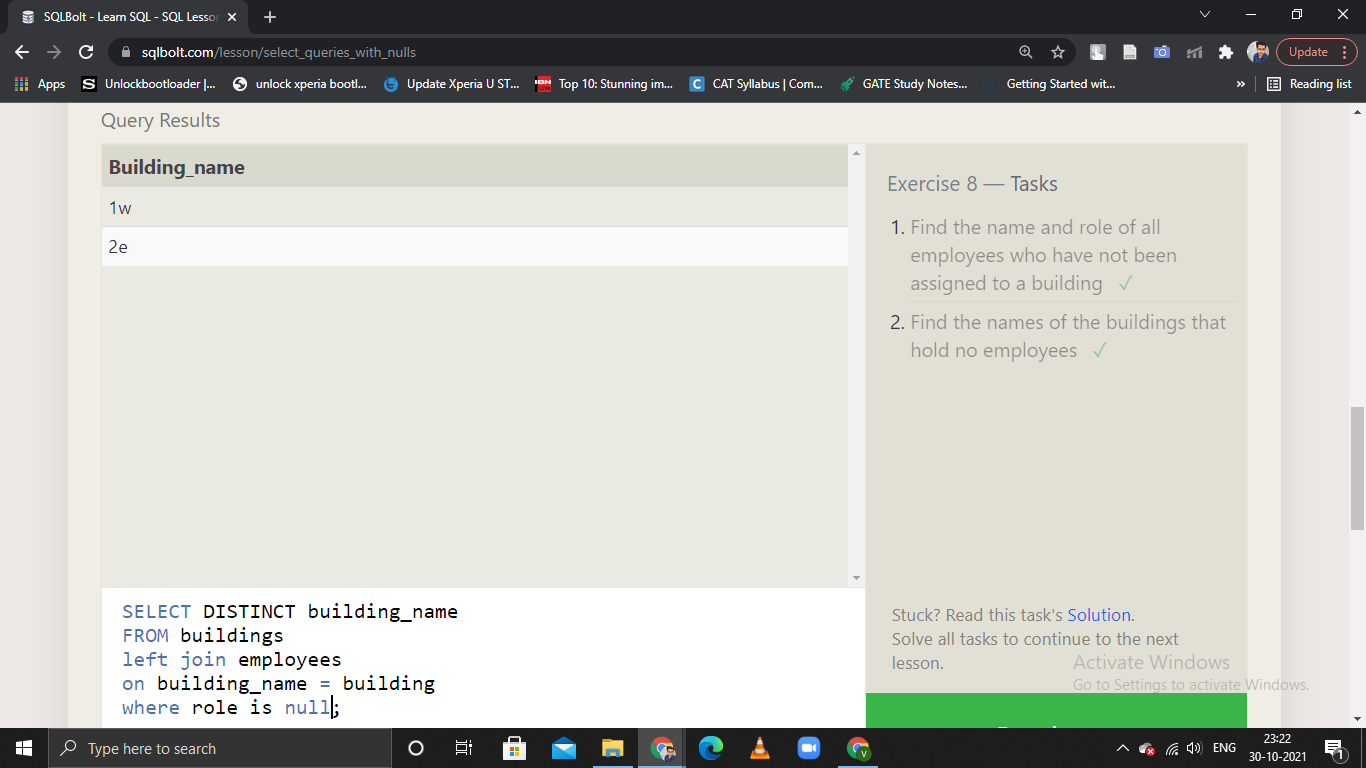 SQLBolt - Learn SQL - SQL Lesson
sqlbolt.com/lesson/select_queries_with_nulls
Update
Apps
S Unlockbootloader |...
unlock xperia bootl...
Update Xperia U ST...
Top 10: Stunning im...
C CAT Syllabus | Com...
GATE Study Notes...
Getting Started wit...
»
Reading list
Query Results
Building_name
1w
2e
Exercise 8 — Tasks
1. Find the name and role of all
employees who have not been
assigned to a building ✓
2. Find the names of the buildings that
hold no employees ✓
SELECT DISTINCT building_name
FROM buildings
left join employees
on building_name = building
where role is null;
Stuck? Read this task's Solution.
Solve all tasks to continue to the next
lesson.
Activate Windows
Go to Settings to activate Windows.
Type here to search
V
ENG
23:22
30-10-2021
1